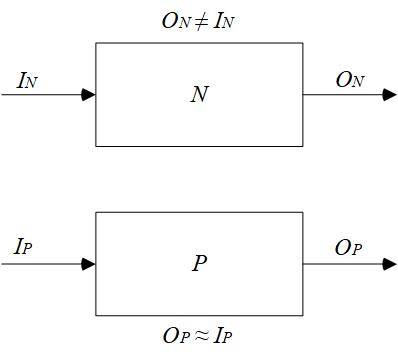 O_N ≠ I_N
I_N
N
O_N
I_P
P
O_P
O_P ≈ I_P